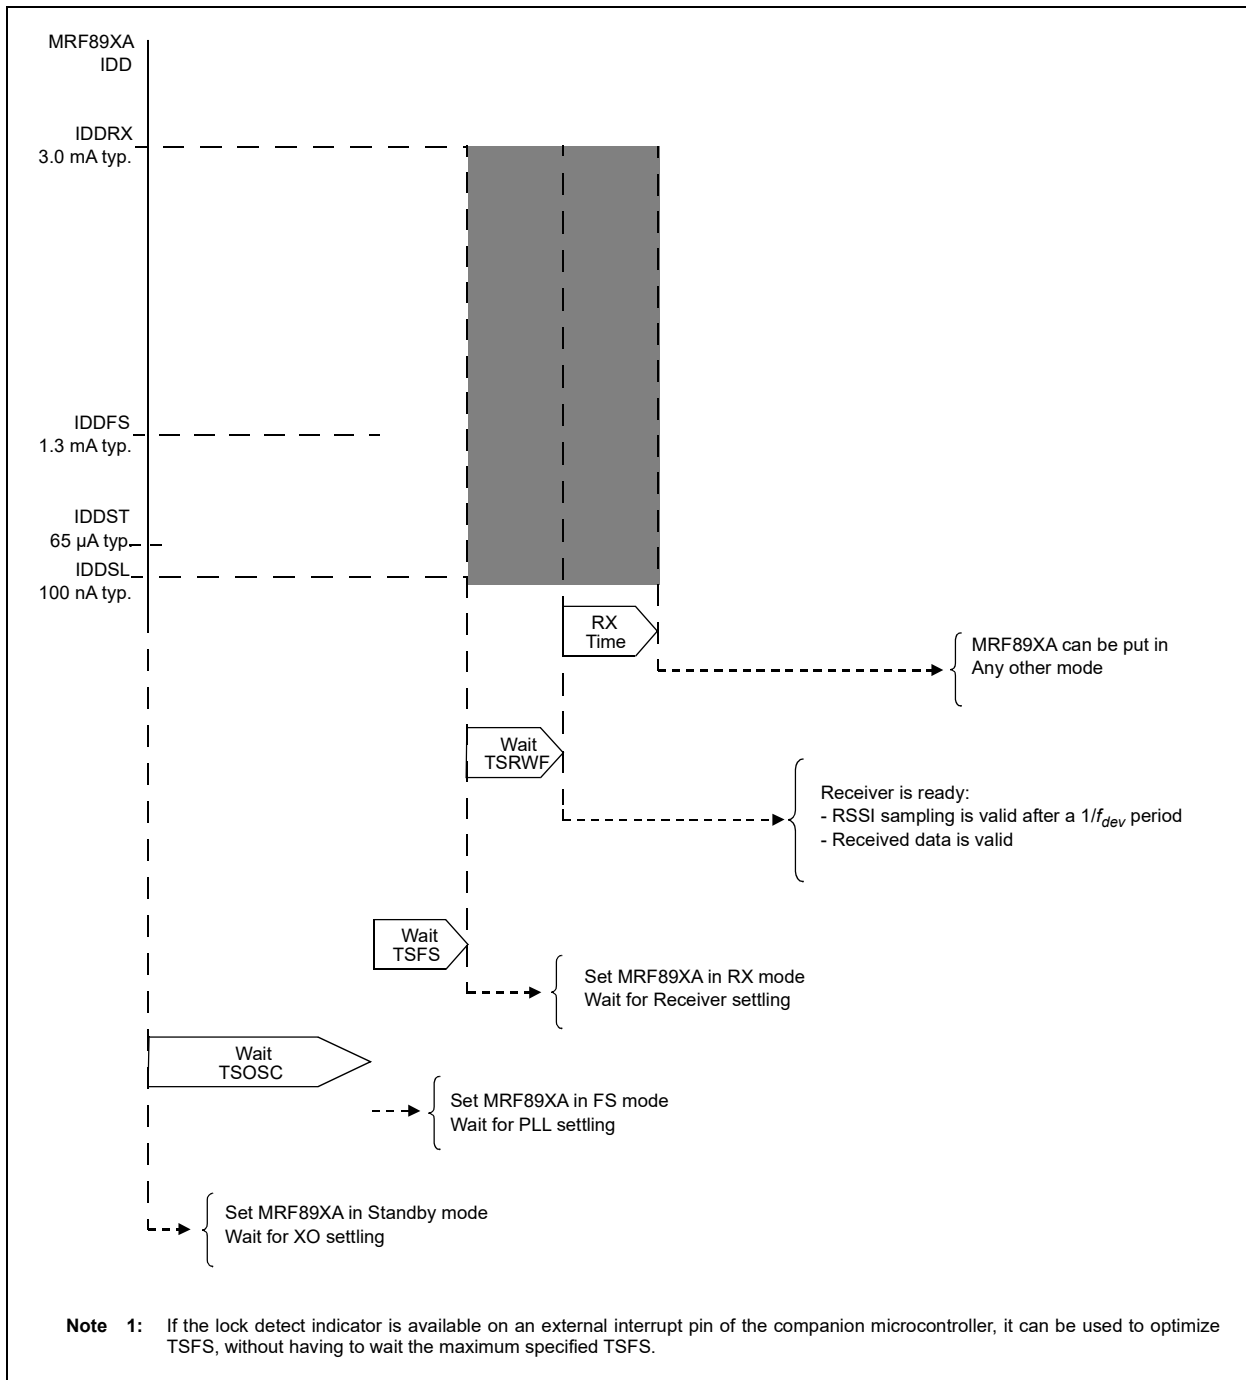 MRF89XA
IDD
IDDRX
3.0 mA typ.
IDDFS
1.3 mA typ.
IDDST
65 µA typ.
IDDSL
100 nA typ.
RX
Time
MRF89XA can be put in
Any other mode
Wait
TSRWF
Receiver is ready:
- RSSI sampling is valid after a 1/fdev period
- Received data is valid
Wait
TSFS
Set MRF89XA in RX mode
Wait for Receiver settling
Wait
TSOSC
Set MRF89XA in FS mode
Wait for PLL settling
Set MRF89XA in Standby mode
Wait for XO settling
Note 1: If the lock detect indicator is available on an external interrupt pin of the companion microcontroller, it can be used to optimize
TSFS, without having to wait the maximum specified TSFS.